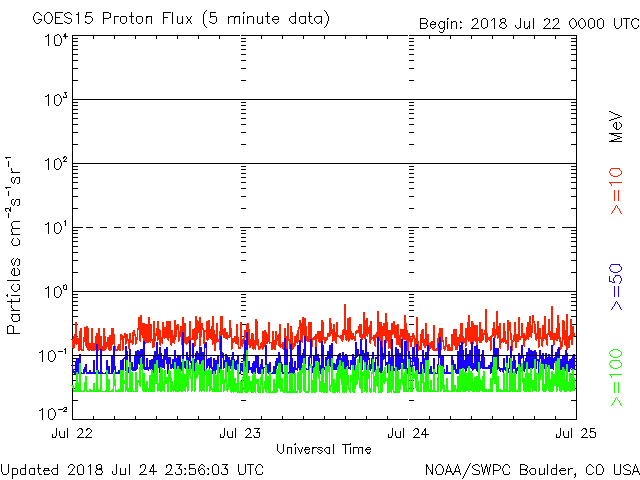 GOES15 Proton Flux (5 minute data)
Begin: 2018 Jul 22 0000 UTC
10⁴
10³
10²
10¹
10⁰
10⁻¹
10⁻²
Particles cm⁻²s⁻¹sr⁻¹
MeV
>=10
>=50
>=100
Jul 22
Jul 23
Jul 24
Jul 25
Universal Time
Updated 2018 Jul 24 23:56:03 UTC
NOAA/SWPC Boulder, CO USA